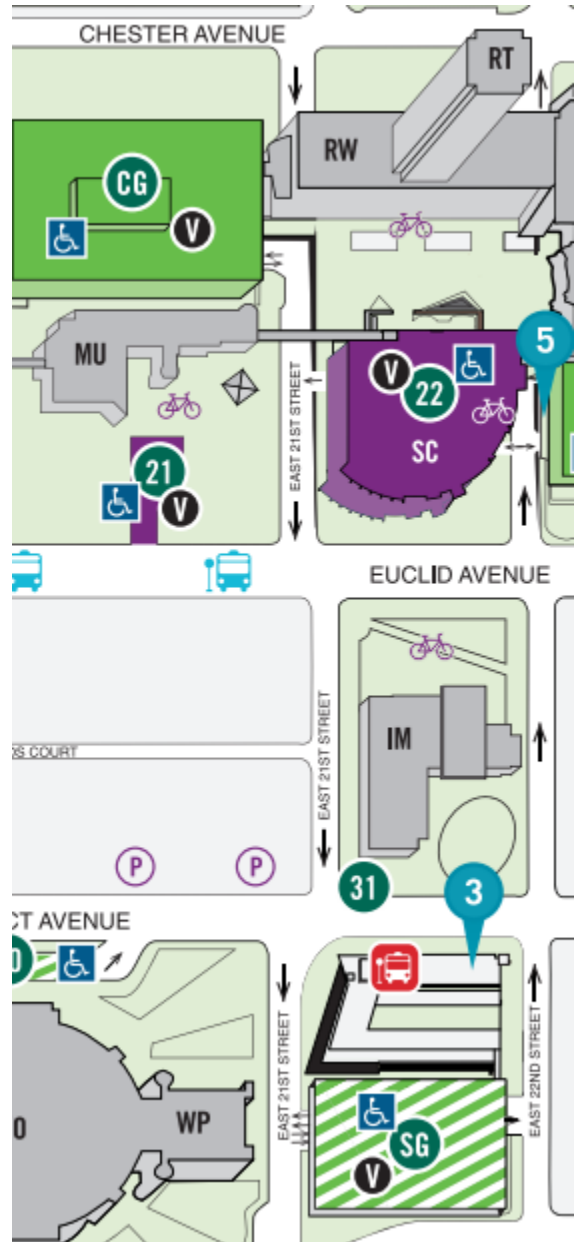 CHESTER AVENUE
RT
RW
CG
V
MU
5
V
22
SC
21
V
EAST 21ST STREET
EUCLID AVENUE
EAST 21ST STREET
IM
OS COURT
P
P
31
3
CT AVENUE
0
EAST 21ST STREET
EAST 22ND STREET
WP
O
SG
V